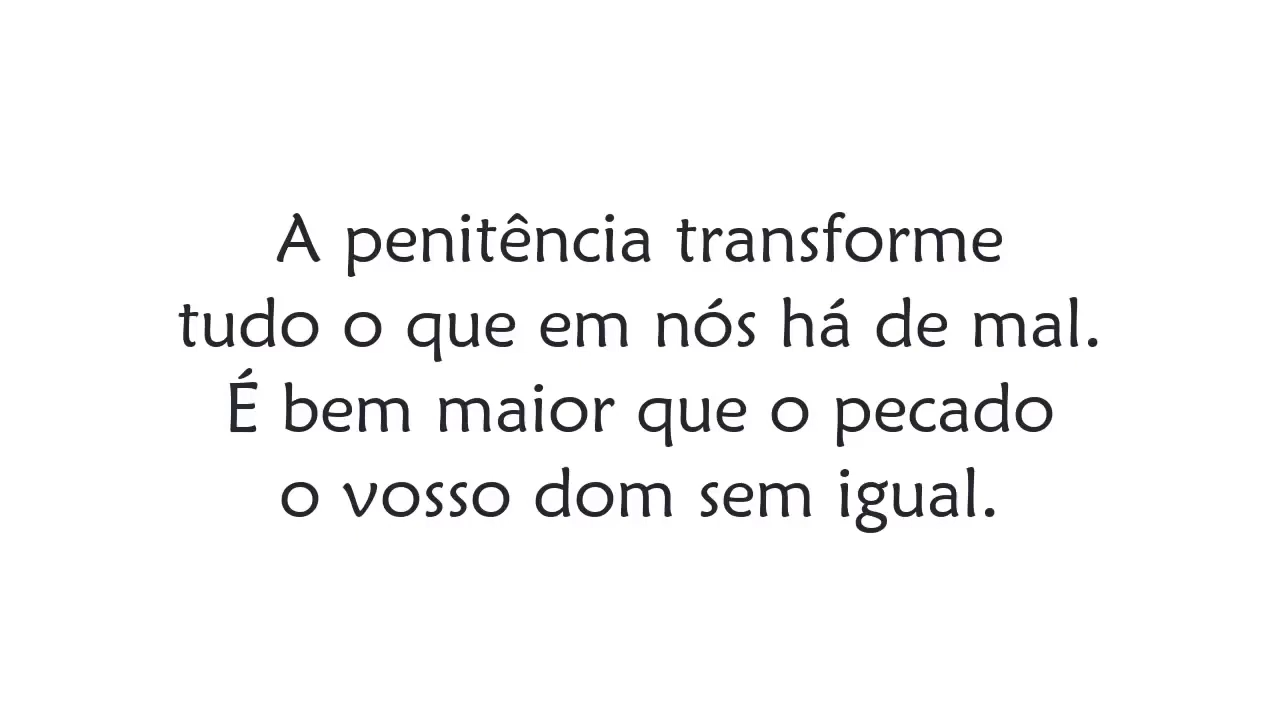 A penitência transforme
tudo o que em nós há de mal.
É bem maior que o pecado
o vosso dom sem igual.